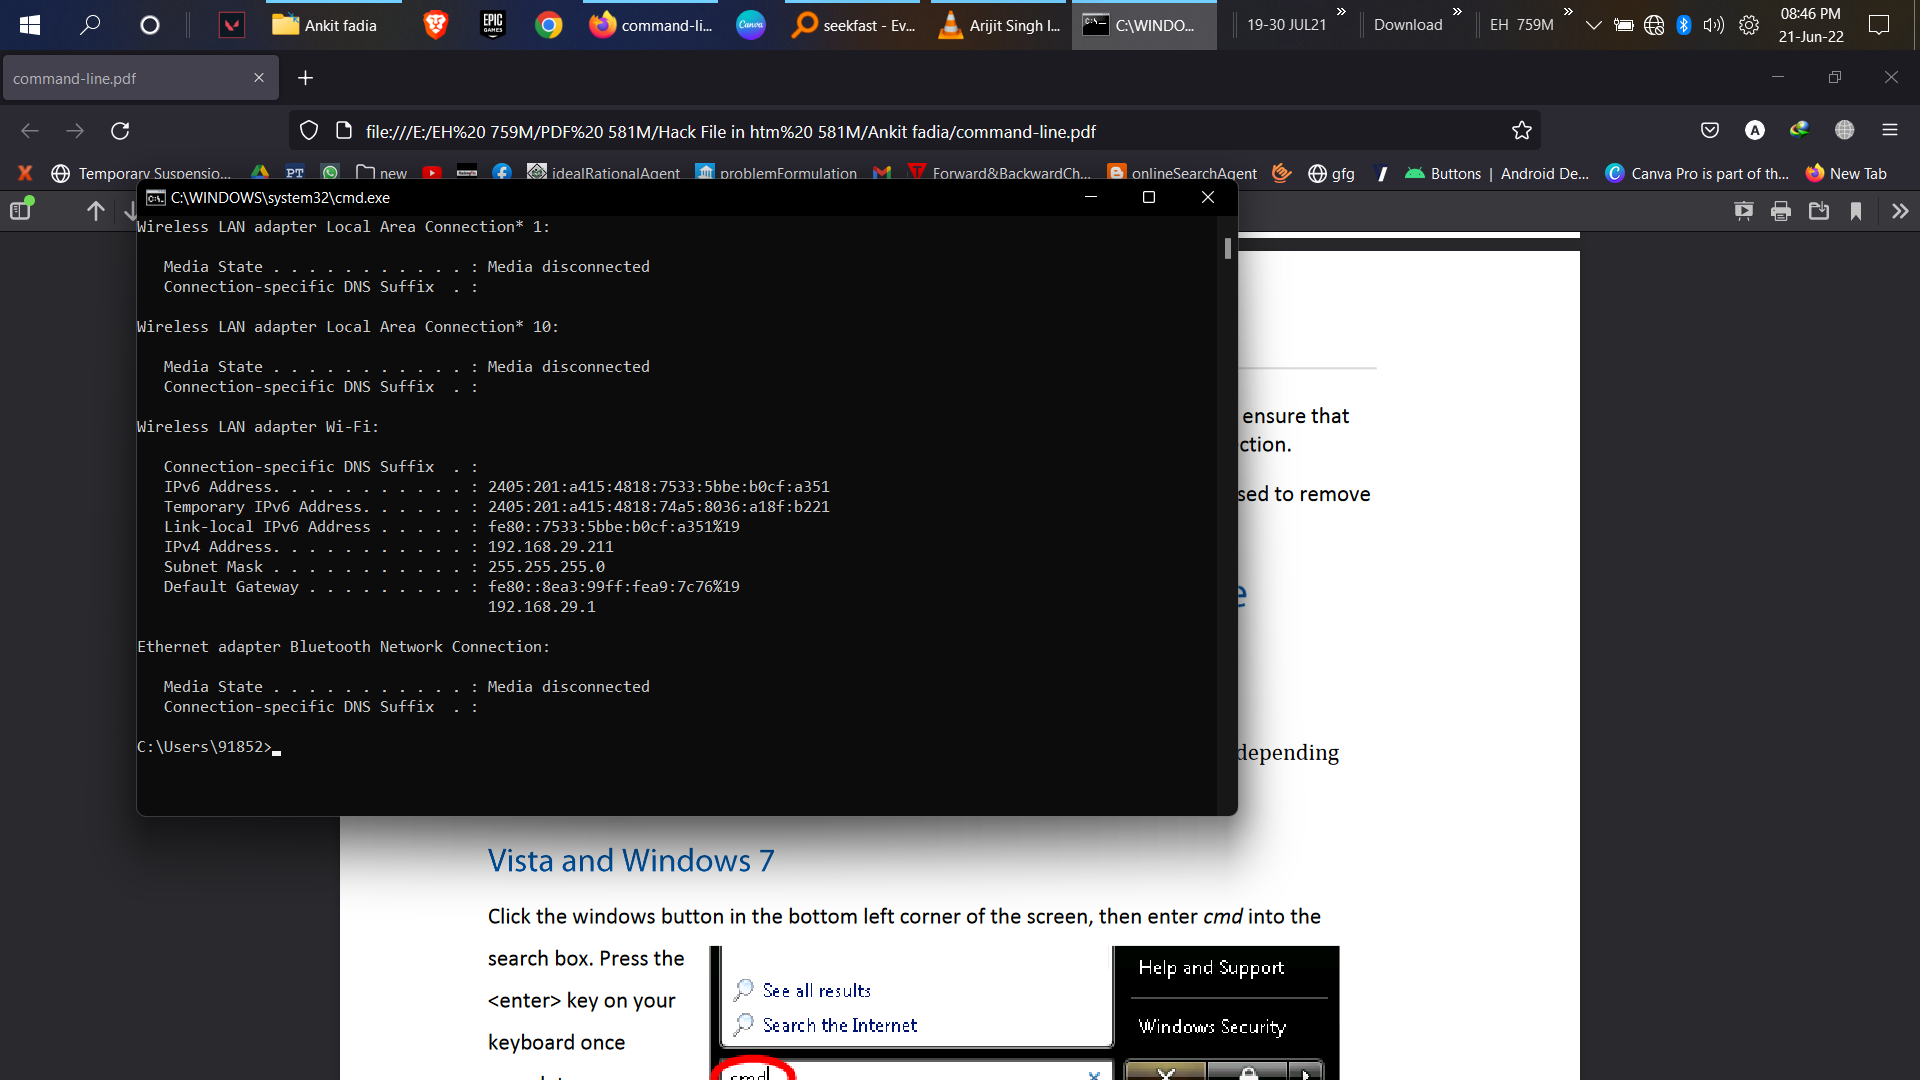 Ankit fadia
EPIC
GAMES
command-li...
Canva
seekfast - Ev...
Arijit Singh l...
C:\WINDO...
19-30 JUL21
Download
EH 759M
08:46 PM
21-Jun-22
command-line.pdf
file:///E:/EH%20 759M/PDF%20 581M/Hack File in htm%20 581M/Ankit fadia/command-line.pdf
A
X
Temporary Suspensio...
PT
new
idealRationalAgent
problemFormulation
Forward&BackwardCh...
onlineSearchAgent
gfg
Buttons | Android De...
Canva Pro is part of th...
New Tab
C:\WINDOWS\system32\cmd.exe
Wireless LAN adapter Local Area Connection* 1:
Media State . . . . . . . . . . . : Media disconnected
Connection-specific DNS Suffix  . :
Wireless LAN adapter Local Area Connection* 10:
Media State . . . . . . . . . . . : Media disconnected
Connection-specific DNS Suffix  . :
Wireless LAN adapter Wi-Fi:
Connection-specific DNS Suffix  . :
IPv6 Address. . . . . . . . . . . : 2405:201:a415:4818:7533:5bbe:b0cf:a351
Temporary IPv6 Address. . . . . . : 2405:201:a415:4818:74a5:8036:a18f:b221
Link-local IPv6 Address . . . . . : fe80::7533:5bbe:b0cf:a351%19
IPv4 Address. . . . . . . . . . . : 192.168.29.211
Subnet Mask . . . . . . . . . . . : 255.255.255.0
Default Gateway . . . . . . . . . : fe80::8ea3:99ff:fea9:7c76%19
192.168.29.1
Ethernet adapter Bluetooth Network Connection:
Media State . . . . . . . . . . . : Media disconnected
Connection-specific DNS Suffix  . :
C:\Users\91852>
ensure that
ction.
sed to remove
e
depending
Vista and Windows 7
Click the windows button in the bottom left corner of the screen, then enter cmd into the
search box. Press the
<enter> key on your
keyboard once
See all results
Search the Internet
cmd
Help and Support
Windows Security